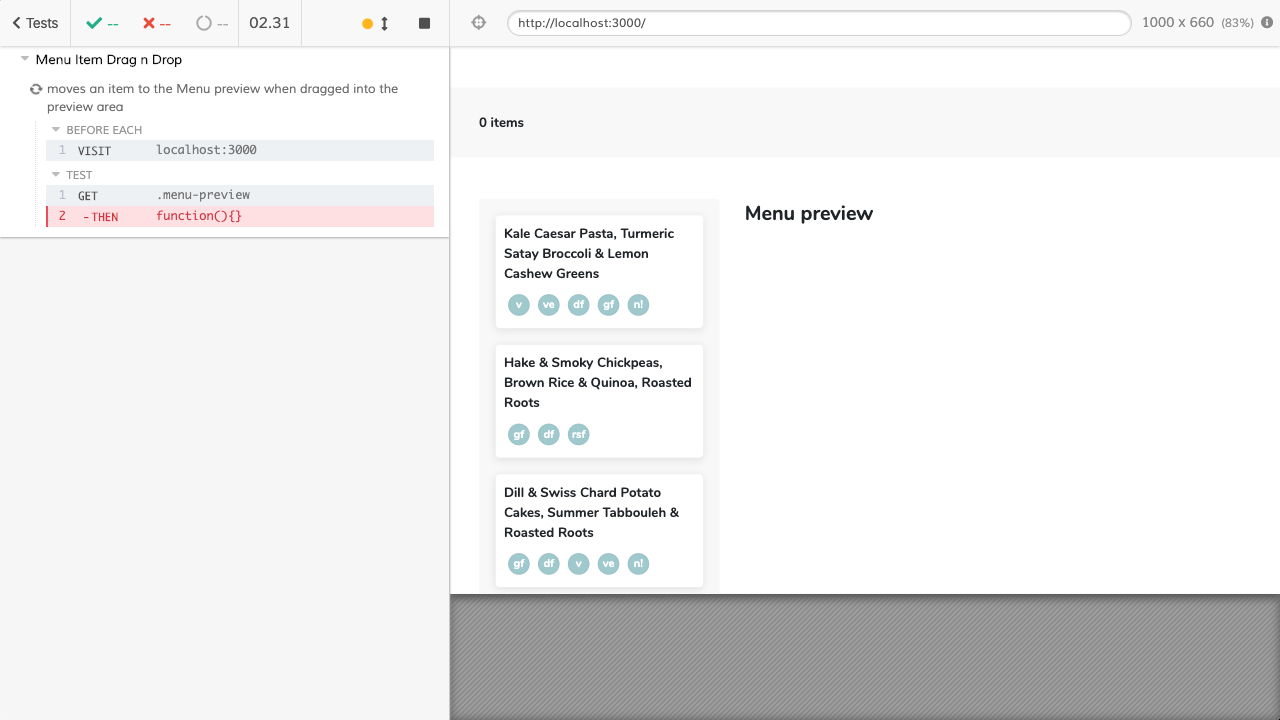 Tests
--
--
--
02.31
http://localhost:3000/
1000 x 660 (83%)
Menu Item Drag n Drop
moves an item to the Menu preview when dragged into the
preview area
BEFORE EACH
1 VISIT localhost:3000
TEST
1 GET .menu-preview
2 -THEN function(){}
0 items
Menu preview
Kale Caesar Pasta, Turmeric
Satay Broccoli & Lemon
Cashew Greens
v ve df gf n!
Hake & Smoky Chickpeas,
Brown Rice & Quinoa, Roasted
Roots
gf df rsf
Dill & Swiss Chard Potato
Cakes, Summer Tabbouleh &
Roasted Roots
gf df v ve n!